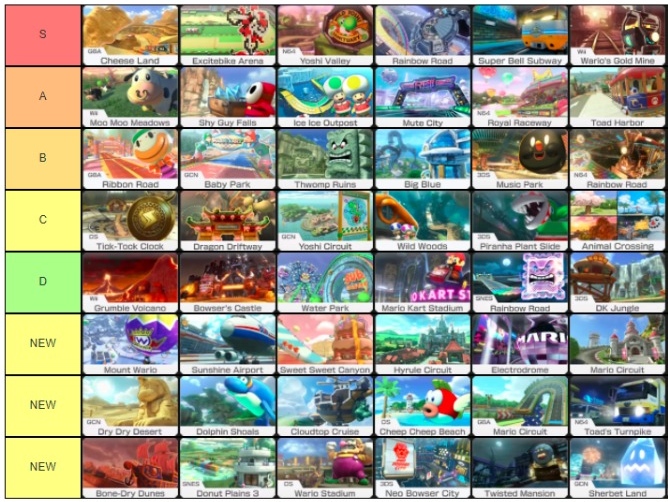 S
GBA
Cheese Land
Excitebike Arena
N64
Yoshi Valley
Rainbow Road
Super Bell Subway
Wii
Wario's Gold Mine
A
Wii
Moo Moo Meadows
Shy Guy Falls
Ice Ice Outpost
Mute City
N64
Royal Raceway
Toad Harbor
B
GBA
Ribbon Road
GCN
Baby Park
Thwomp Ruins
Big Blue
3DS
Music Park
N64
Rainbow Road
C
DS
Tick-Tock Clock
Dragon Driftway
GCN
Yoshi Circuit
Wild Woods
3DS
Piranha Plant Slide
Animal Crossing
D
Wii
Grumble Volcano
Bowser's Castle
Water Park
KART ST
Mario Kart Stadium
SNES
Rainbow Road
3DS
DK Jungle
NEW
Mount Wario
Sunshine Airport
Sweet Sweet Canyon
Hyrule Circuit
MARI
Electrodrome
Mario Circuit
NEW
GCN
Dry Dry Desert
Dolphin Shoals
Cloudtop Cruise
DS
Cheep Cheep Beach
GBA
Mario Circuit
N64
Toad's Turnpike
NEW
Bone-Dry Dunes
SNES
Donut Plains 3
DS
Wario Stadium
3DS
Neo Bowser City
Twisted Mansion
GCN
Sherbet Land